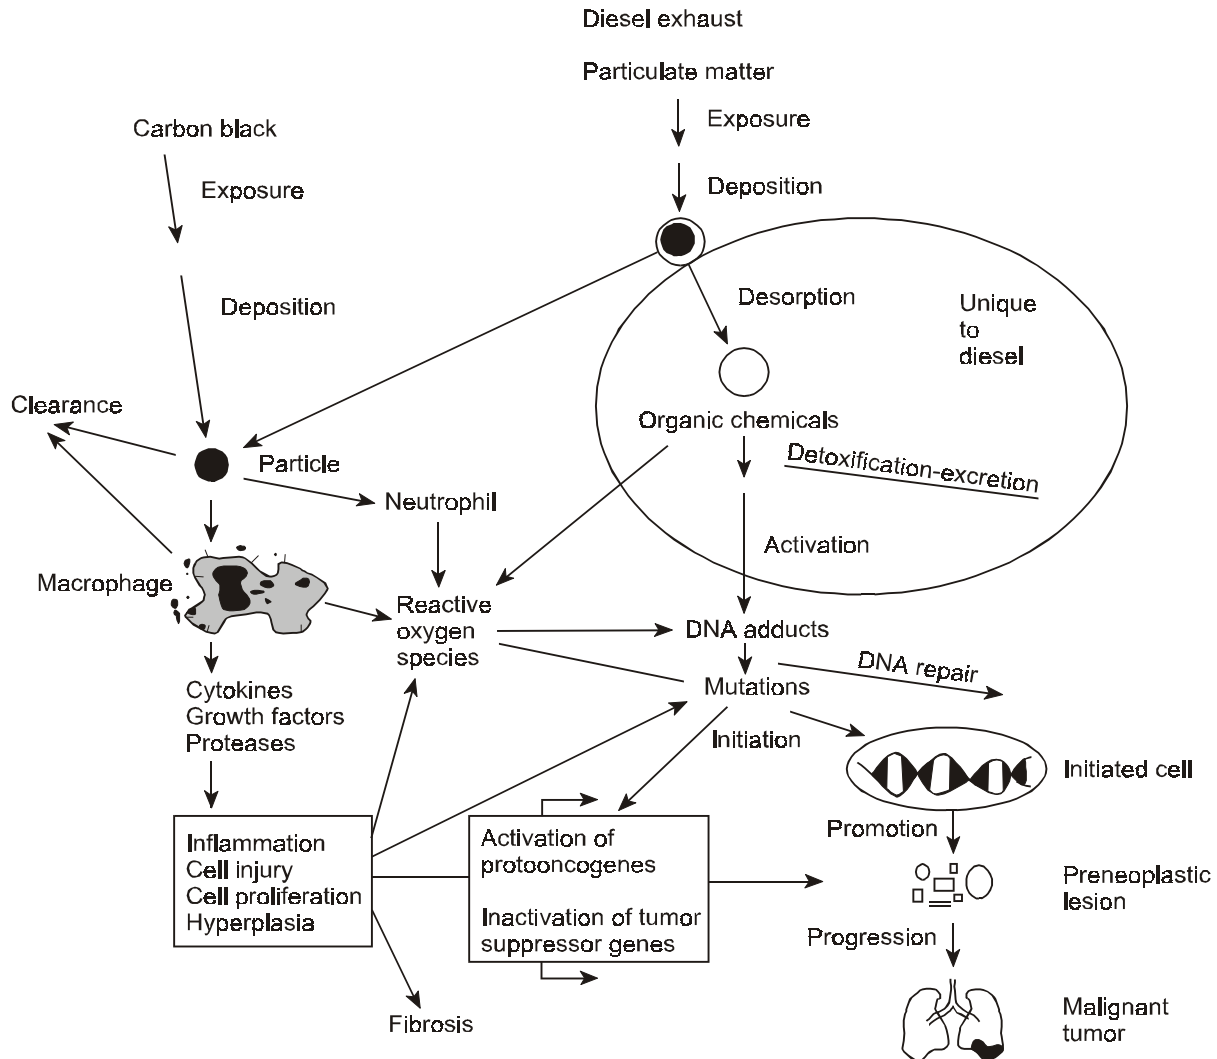 Diesel exhaust
Particulate matter
Exposure
Carbon black
Exposure
Deposition
Deposition
Desorption
Unique
to
diesel
Clearance
Organic chemicals
Particle
Detoxification-excretion
Neutrophil
Activation
Macrophage
Reactive
oxygen
species
DNA adducts
DNA repair
Cytokines
Growth factors
Proteases
Mutations
Initiation
Initiated cell
Inflammation
Cell injury
Cell proliferation
Hyperplasia
Activation of
protooncogenes
Inactivation of tumor
suppressor genes
Promotion
Preneoplastic
lesion
Progression
Fibrosis
Malignant
tumor